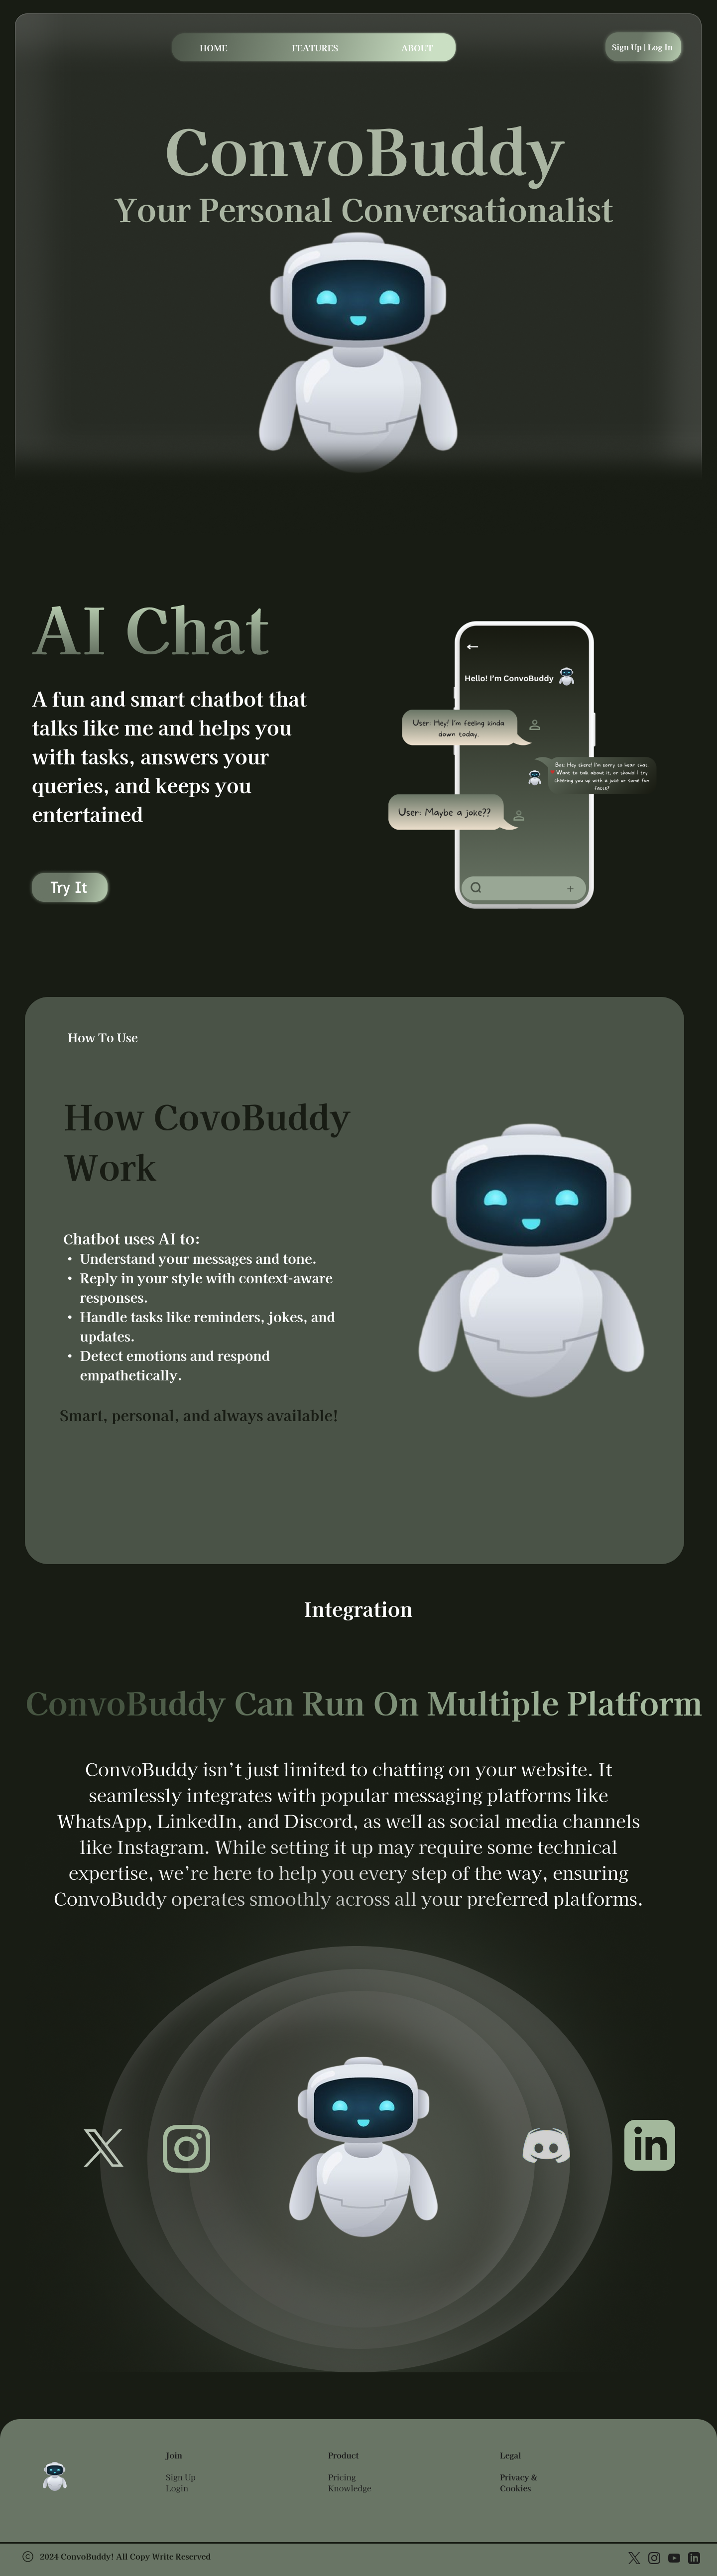 HOME FEATURES ABOUT
Sign Up | Log In
ConvoBuddy
Your Personal Conversationalist
AI Chat
A fun and smart chatbot that
talks like me and helps you
with tasks, answers your
queries, and keeps you
entertained
Try It
Hello! I'm ConvoBuddy
User: Hey! I'm feeling kinda
down today.
Bot: Hey there! I'm sorry to hear that.
Want to talk about it, or should I try
cheering you up with a joke or some fun
facts?
User: Maybe a joke??
How To Use
How CovoBuddy
Work
Chatbot uses AI to:
• Understand your messages and tone.
• Reply in your style with context-aware
responses.
• Handle tasks like reminders, jokes, and
updates.
• Detect emotions and respond
empathetically.
Smart, personal, and always available!
Integration
ConvoBuddy Can Run On Multiple Platform
ConvoBuddy isn't just limited to chatting on your website. It
seamlessly integrates with popular messaging platforms like
WhatsApp, LinkedIn, and Discord, as well as social media channels
like Instagram. While setting it up may require some technical
expertise, we're here to help you every step of the way, ensuring
ConvoBuddy operates smoothly across all your preferred platforms.
in
Join
Sign Up
Login
Product
Pricing
Knowledge
Legal
Privacy &
Cookies
© 2024 ConvoBuddy! All Copy Write Reserved
in